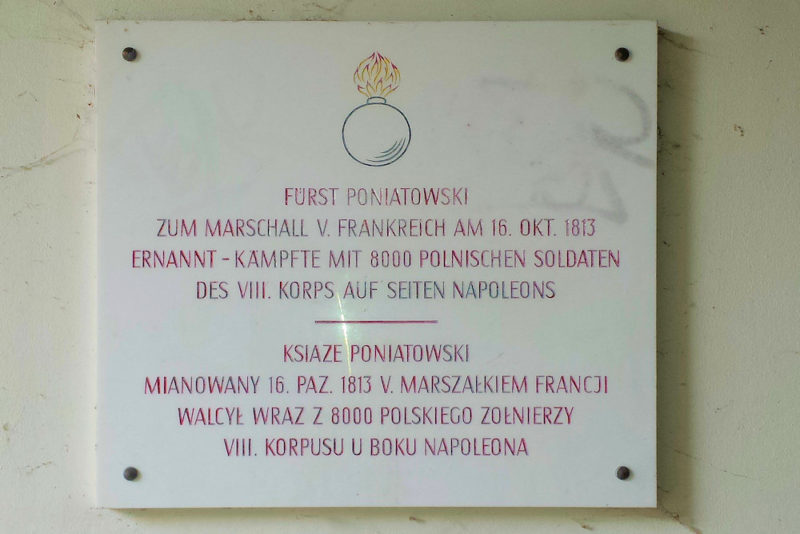 FÜRST PONIATOWSKI
ZUM MARSCHALL V. FRANKREICH AM 16. OKT. 1813
ERNANNT - KÄMPFTE MIT 8000 POLNISCHEN SOLDATEN
DES VIII. KORPS AUF SEITEN NAPOLEONS
KSIAZE PONIATOWSKI
MIANOWANY 16. PAZ. 1813 V. MARSZAŁKIEM FRANCJI
WALCYŁ WRAZ Z 8000 POLSKIEGO ZOŁNIERZY
VIII. KORPUSU U BOKU NAPOLEONA